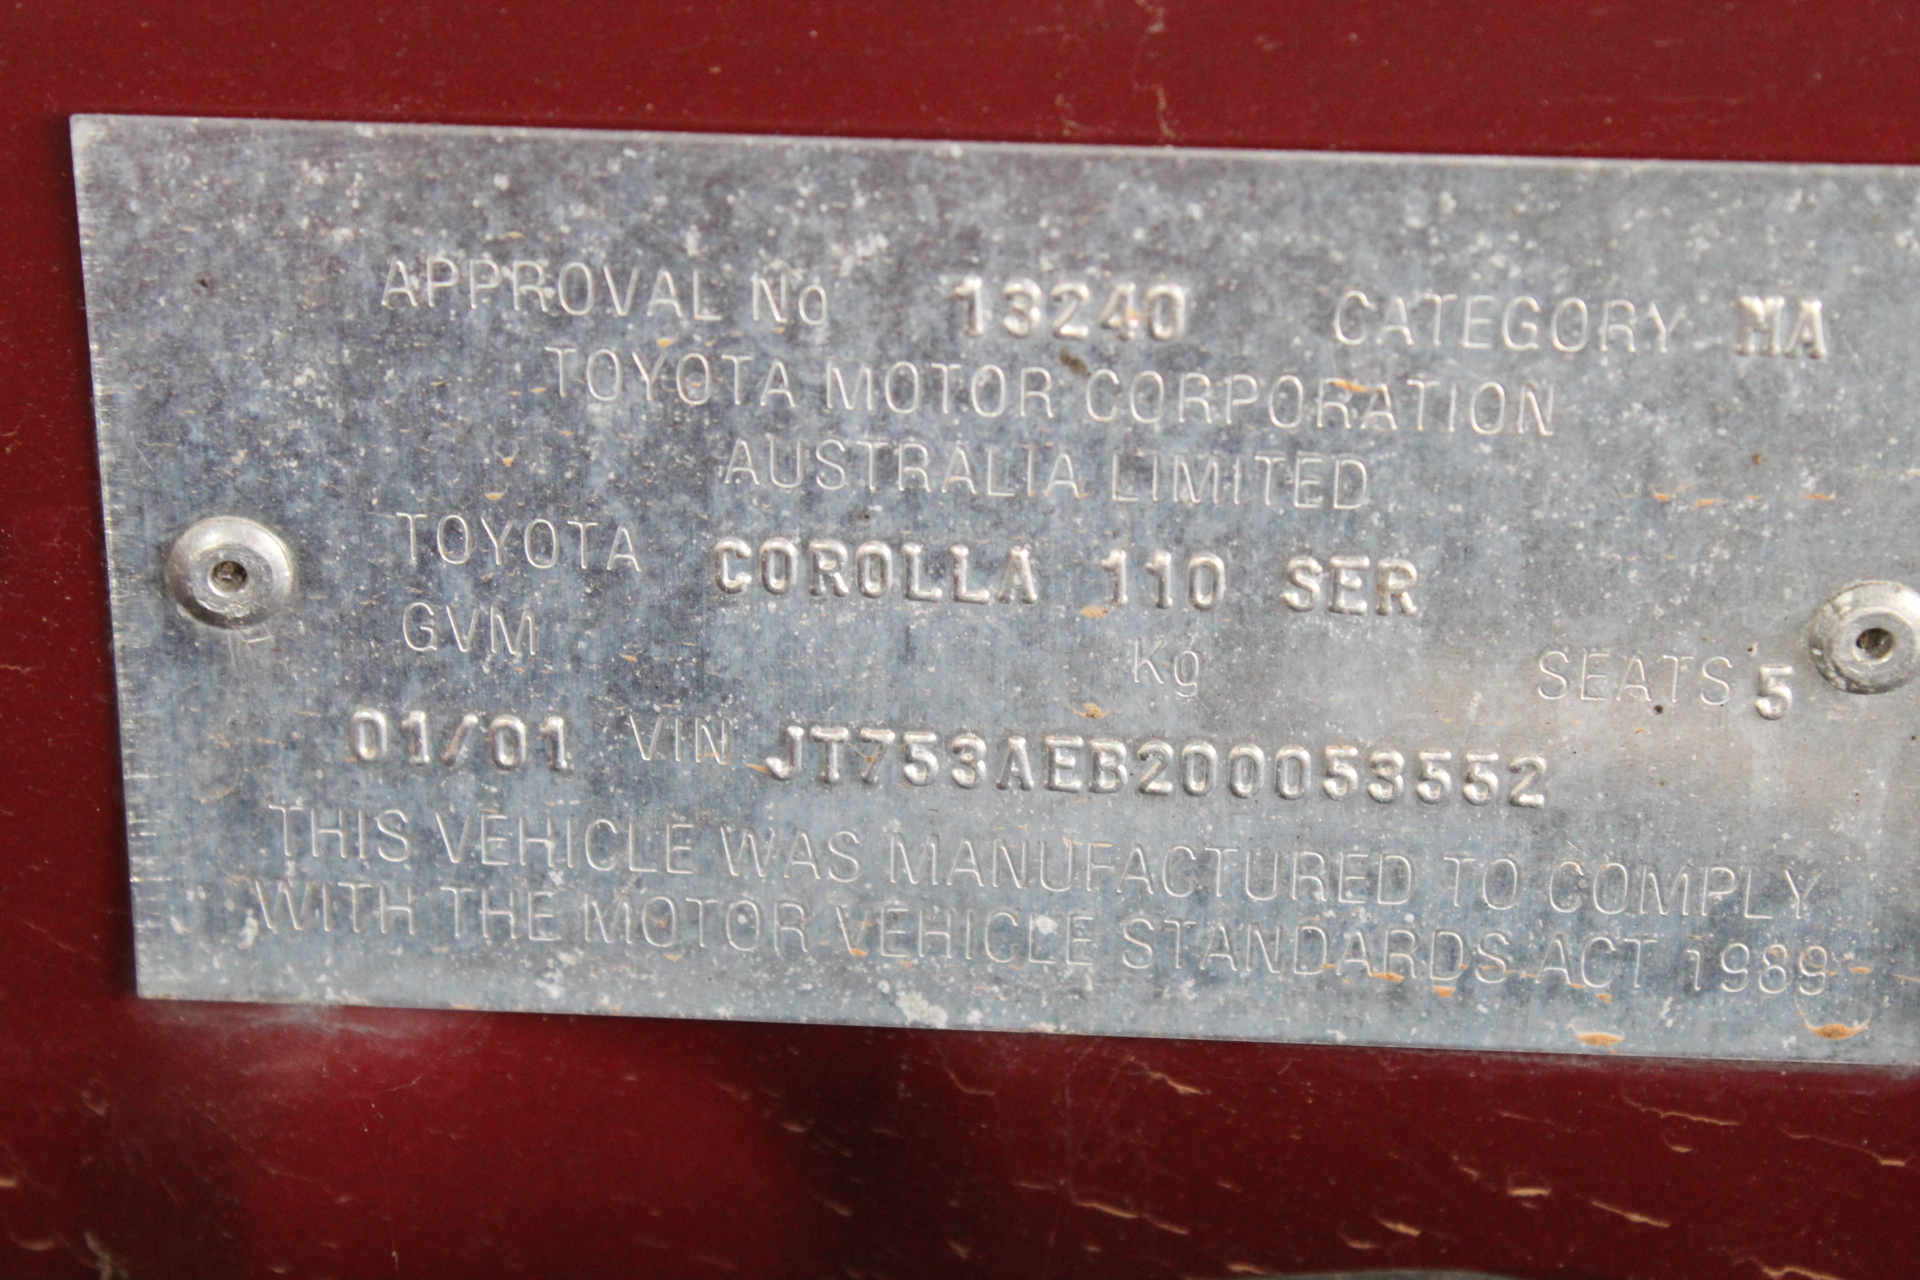 APPROVAL No 13240 CATEGORY MA
TOYOTA MOTOR CORPORATION
AUSTRALIA LIMITED
TOYOTA COROLLA 110 SER
GVM Kg SEATS 5
01/01 VIN JT753AEB200053552
THIS VEHICLE WAS MANUFACTURED TO COMPLY
WITH THE MOTOR VEHICLE STANDARDS ACT 1989